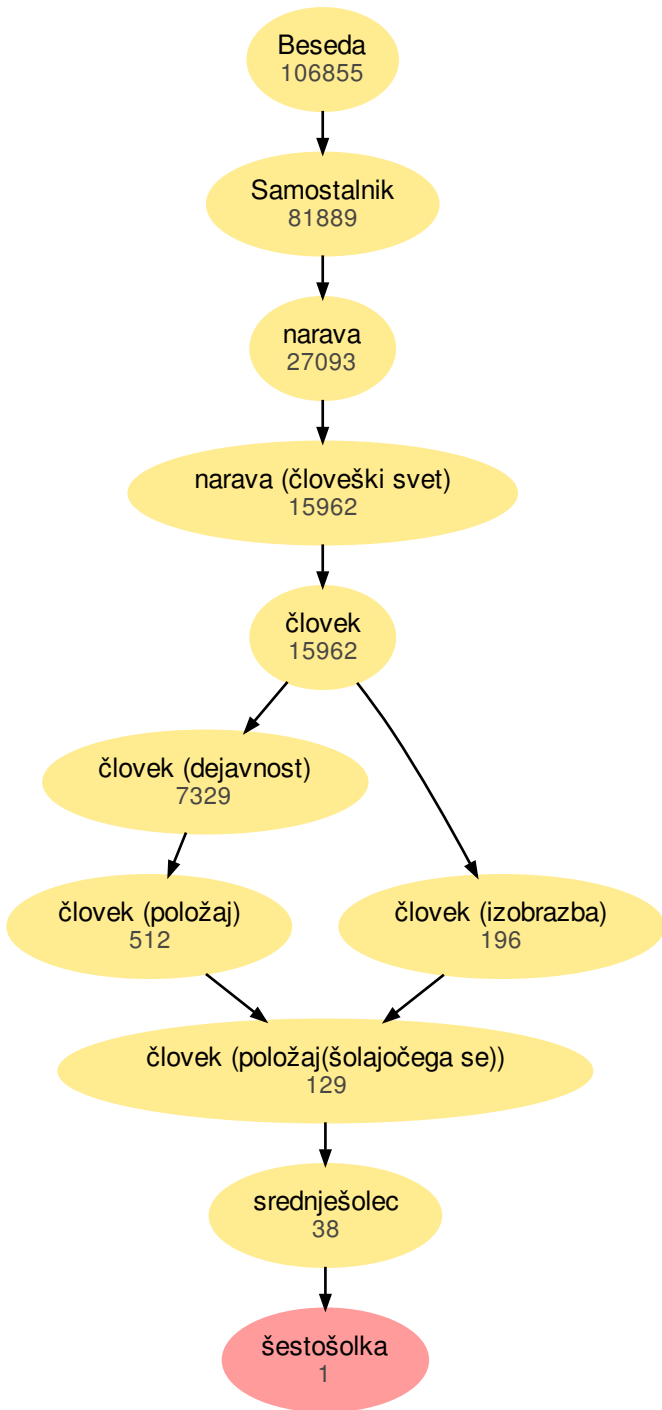 Beseda
106855
Samostalnik
81889
narava
27093
narava (človeški svet)
15962
človek
15962
človek (dejavnost)
7329
človek (položaj)
512
človek (izobrazba)
196
človek (položaj(šolajočega se))
129
srednješolec
38
šestošolka
1